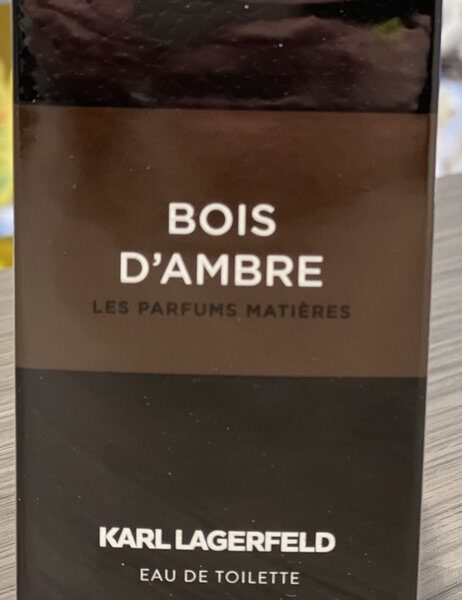 BOIS
D'AMBRE
LES PARFUMS MATIÈRES
KARL LAGERFELD
EAU DE TOILETTE